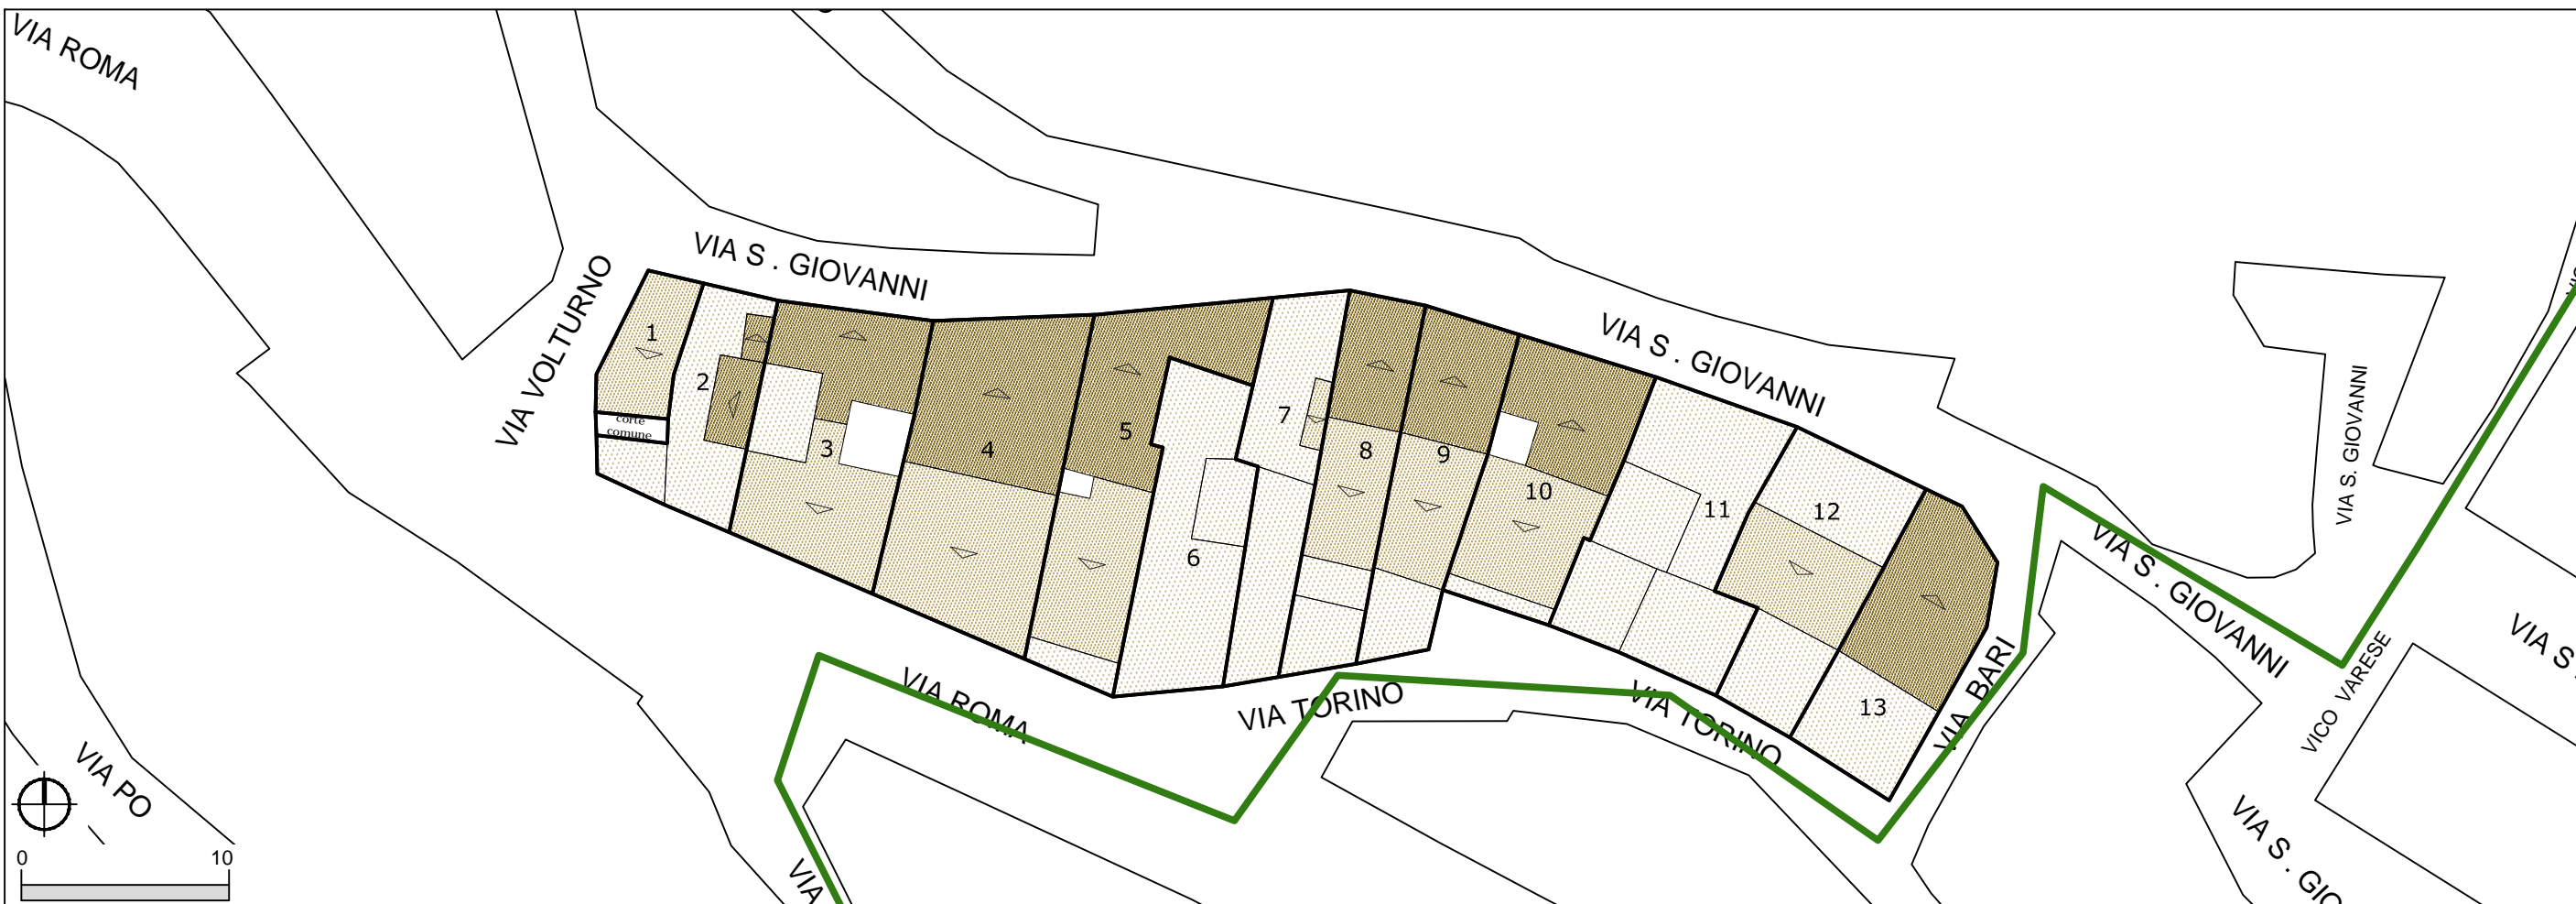 VIA ROMA
VIA S . GIOVANNI
VIA VOLTURNO
VIA S . GIOVANNI
VIA S. GIOVANNI
1
corte
comune
2
3
4
5
6
7
8
9
10
11
12
13
VIA S . GIOVANNI
VICO VARESE
VIA S
VIA BARI
VIA ROMA
VIA TORINO
VIA TORINO
VIA PO
VIA S . GIO
VIA
0 10